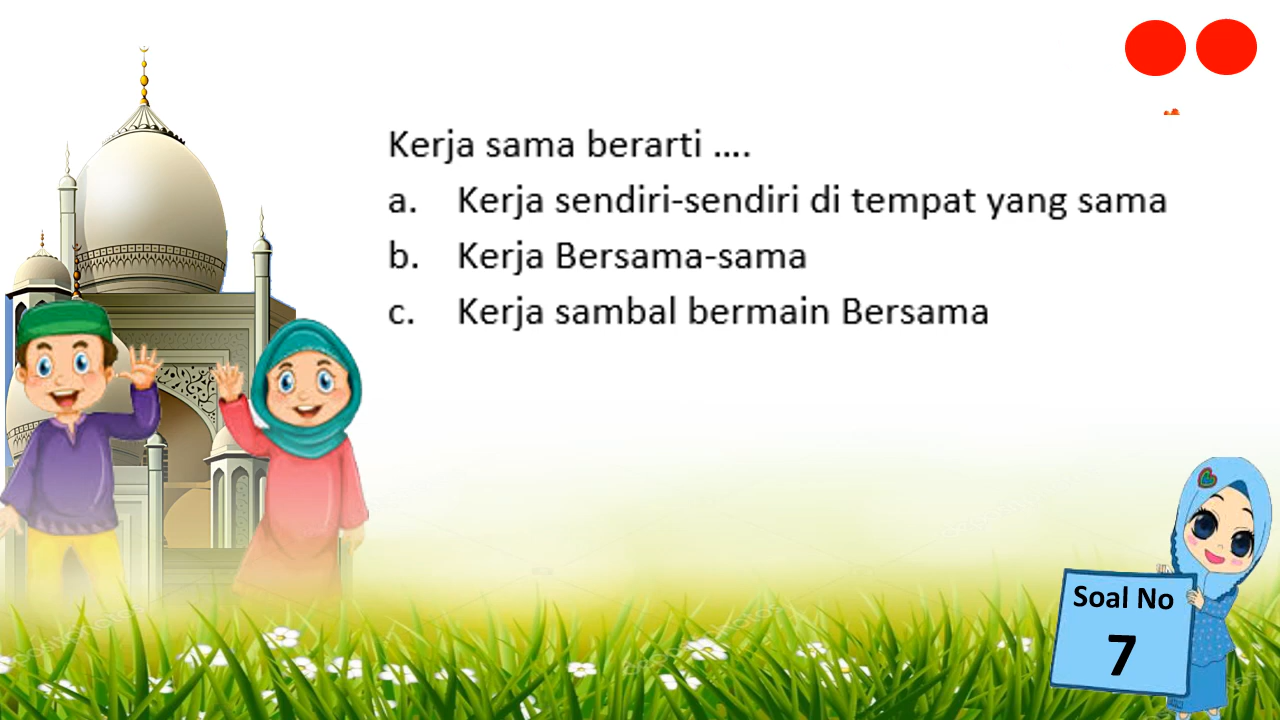 Kerja sama berarti ....
a. Kerja sendiri-sendiri di tempat yang sama
b. Kerja Bersama-sama
c. Kerja sambal bermain Bersama
Soal No
7